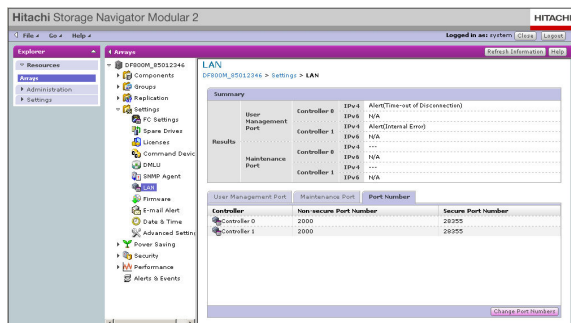 Hitachi Storage Navigator Modular 2
HITACHI
File Go Help
Logged in as: system Close Logout
Explorer
Resources
Arrays
Administration
Settings
Arrays
Refresh Information Help
DF800M_85012346
Components
Groups
Replication
Settings
FC Settings
Spare Drives
Licenses
Command Devic
DMLU
SNMP Agent
LAN
Firmware
E-mail Alert
Date & Time
Advanced Setting
Power Saving
Security
Performance
Alerts & Events
LAN
DF800M_85012346 > Settings > LAN
Summary
Results
User Management Port
Controller 0
IPv4 Alert(Time-out of Disconnection)
IPv6 N/A
Controller 1
IPv4 Alert(Internal Error)
IPv6 N/A
Maintenance Port
Controller 0
IPv4 ---
IPv6 N/A
Controller 1
IPv4 ---
IPv6 N/A
User Management Port Maintenance Port Port Number
Controller Non-secure Port Number Secure Port Number
Controller 0 2000 28355
Controller 1 2000 28355
Change Port Numbers